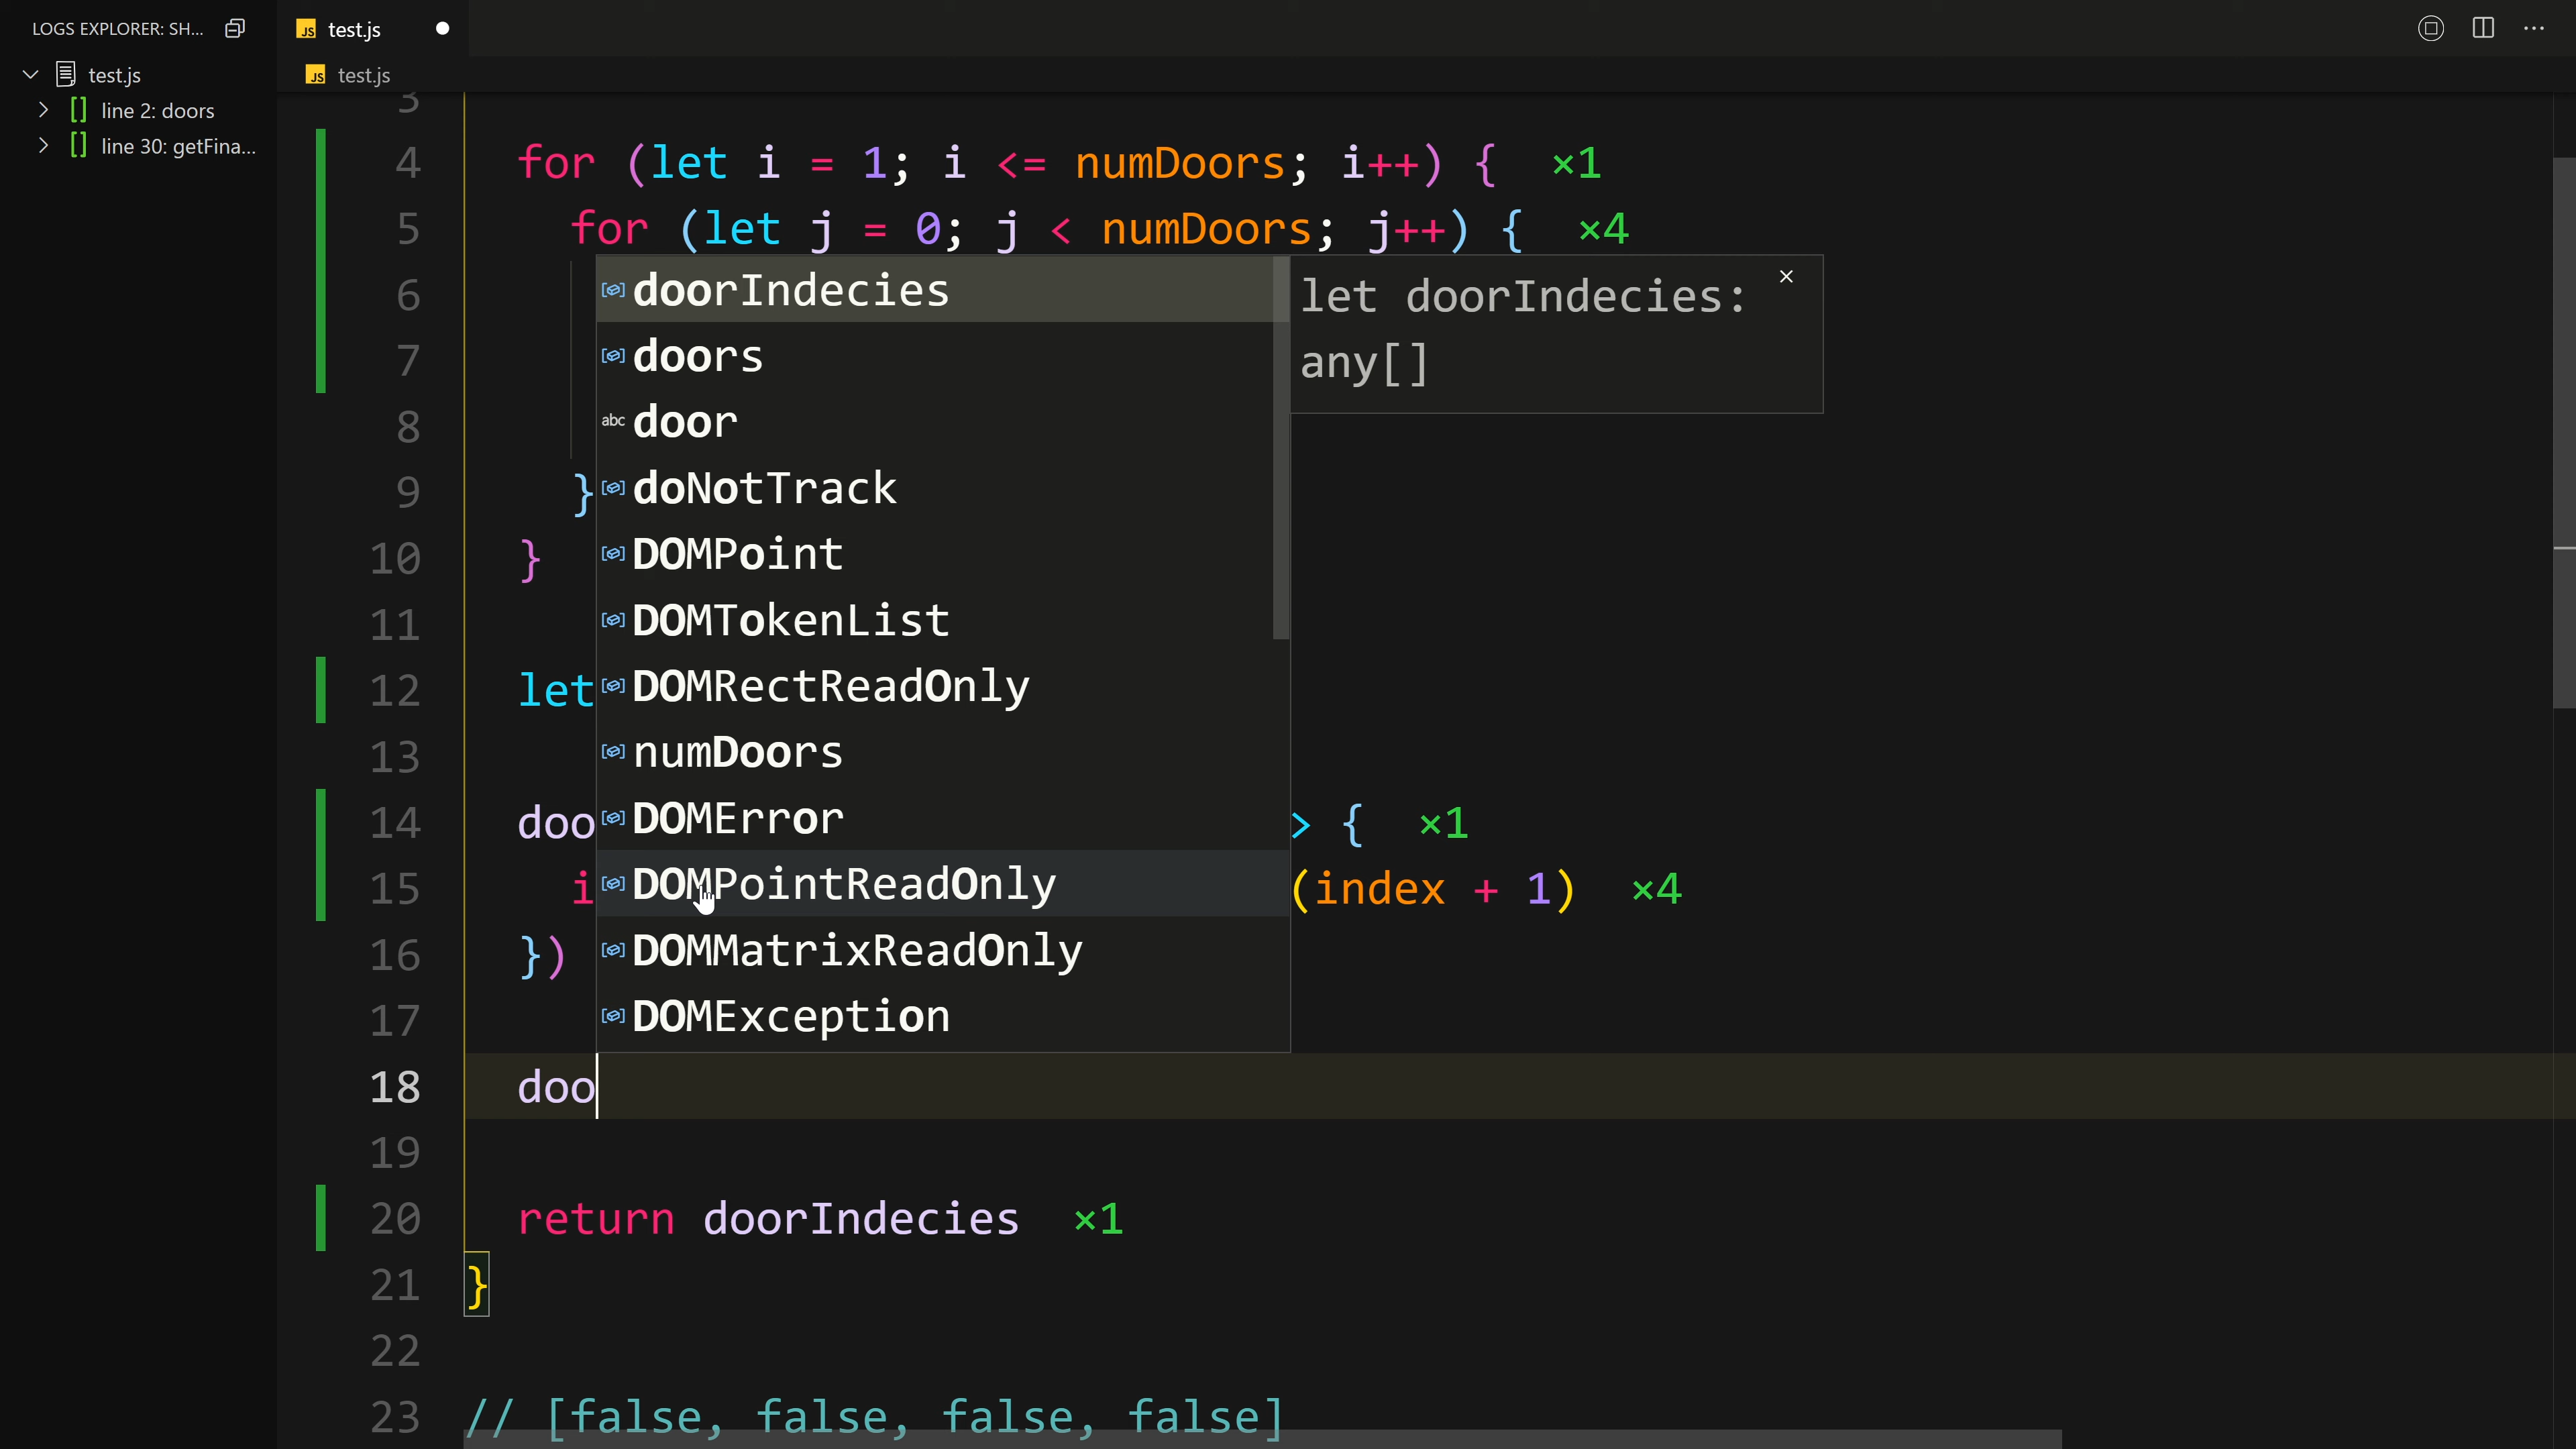 LOGS EXPLORER: SH...
test.js
line 2: doors
line 30: getFina...
JS test.js
JS test.js
3
4 for (let i = 1; i <= numDoors; i++) { ×1
5 for (let j = 0; j < numDoors; j++) { ×4
6
7
8
9 }
10 }
11
12 let
13
14 doo > { ×1
15 i (index + 1) ×4
16 })
17
18 doo
19
20 return doorIndecies ×1
21 }
22
23 // [false, false, false, false]
doorIndecies
doors
abc door
doNotTrack
DOMPoint
DOMTokenList
DOMRectReadOnly
numDoors
DOMError
DOMPointReadOnly
DOMMatrixReadOnly
DOMException
let doorIndecies:
any[]